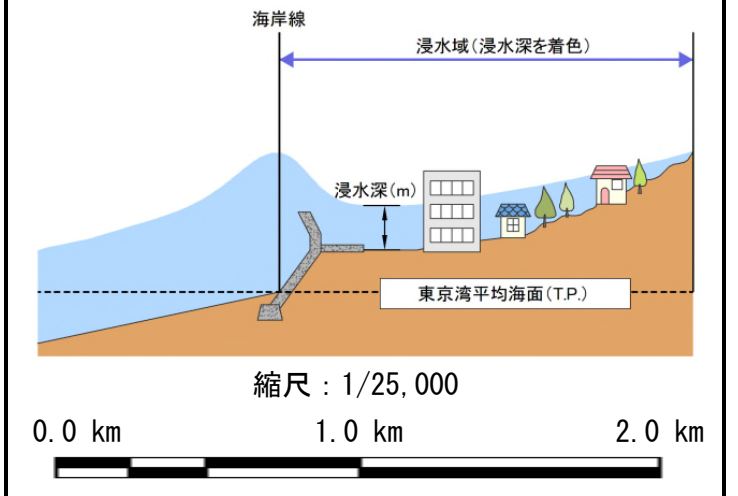 海岸線
浸水域(浸水深を着色)
浸水深(m)
東京湾平均海面(T.P.)
縮尺:1/25,000
0.0 km 1.0 km 2.0 km